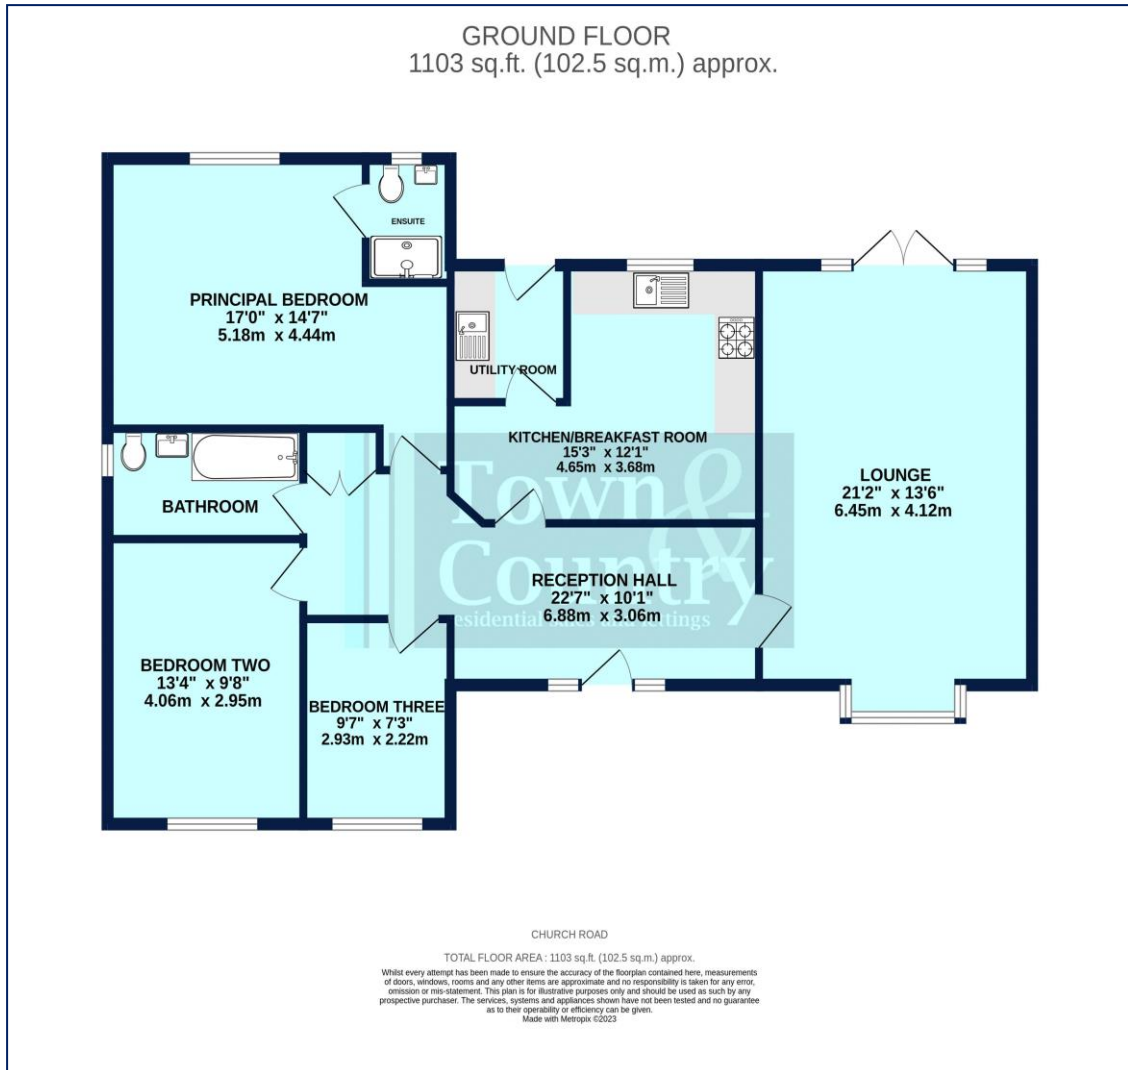 GROUND FLOOR
1103 sq.ft. (102.5 sq.m.) approx.
ENSUITE
PRINCIPAL BEDROOM
17'0" x 14'7"
5.18m x 4.44m
UTILITY ROOM
KITCHEN/BREAKFAST ROOM
15'3" x 12'1"
4.65m x 3.68m
LOUNGE
21'2" x 13'6"
6.45m x 4.12m
BATHROOM
Town &
Country
residential sales and lettings
RECEPTION HALL
22'7" x 10'1"
6.88m x 3.06m
BEDROOM TWO
13'4" x 9'8"
4.06m x 2.95m
BEDROOM THREE
9'7" x 7'3"
2.93m x 2.22m
CHURCH ROAD
TOTAL FLOOR AREA : 1103 sq.ft. (102.5 sq.m.) approx.
Whilst every attempt has been made to ensure the accuracy of the floorplan contained here, measurements
of doors, windows, rooms and any other items are approximate and no responsibility is taken for any error,
omission or mis-statement. This plan is for illustrative purposes only and should be used as such by any
prospective purchaser. The services, systems and appliances shown have not been tested and no guarantee
as to their operability or efficiency can be given.
Made with Metropix ©2023